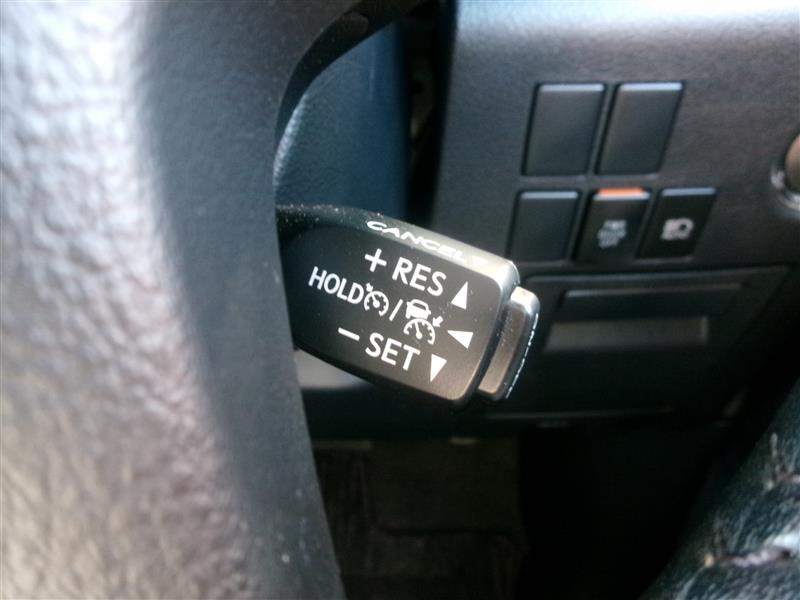 CANCEL
+ RES
HOLD /
- SET